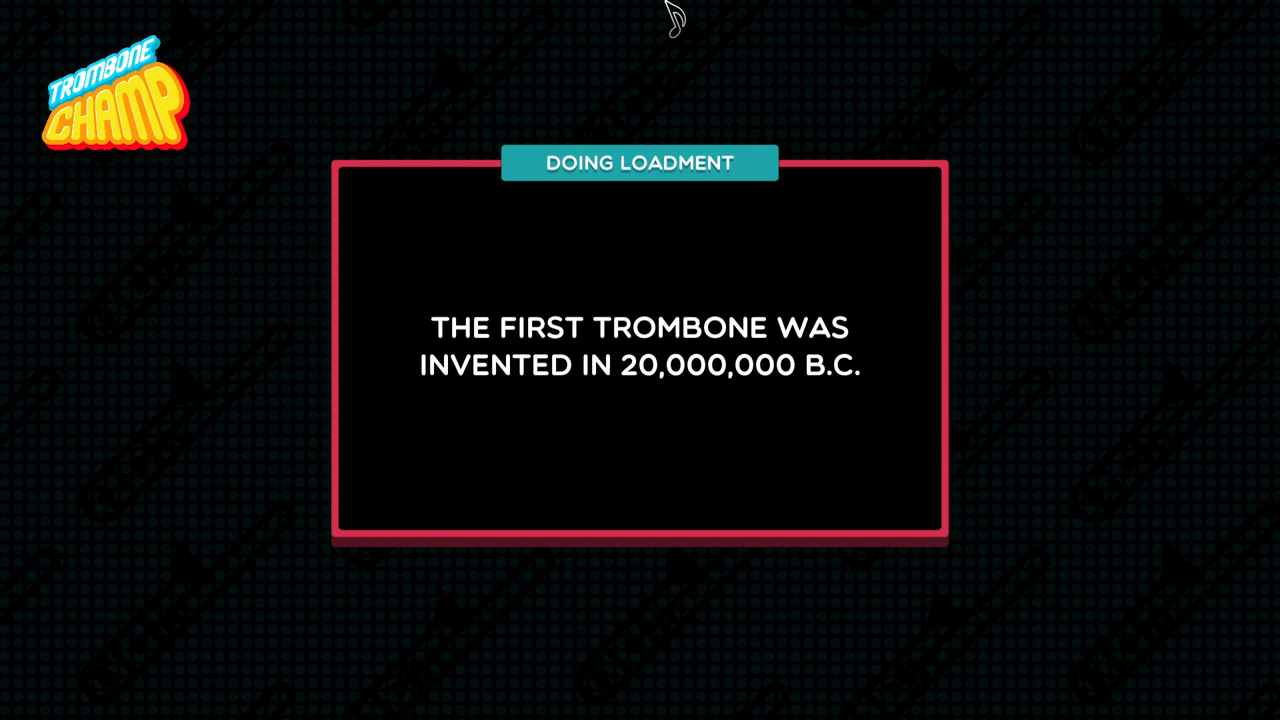 TROMBONE
CHAMP
DOING LOADMENT
THE FIRST TROMBONE WAS
INVENTED IN 20,000,000 B.C.